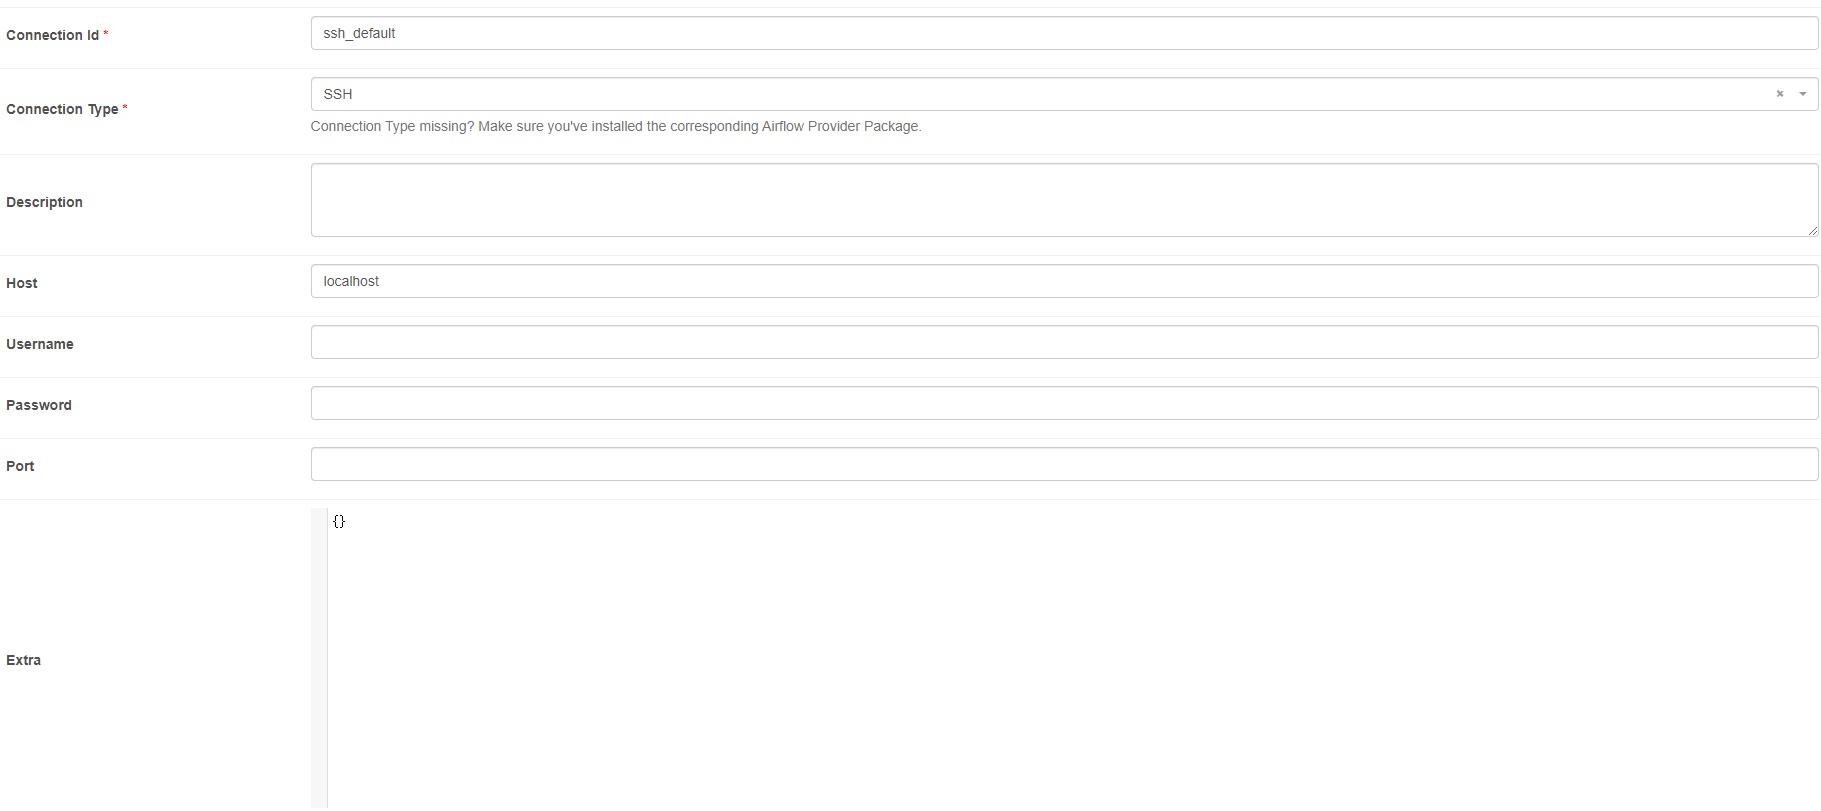 Connection Id *
ssh_default
Connection Type *
SSH
× 
Connection Type missing? Make sure you've installed the corresponding Airflow Provider Package.
Description
Host
localhost
Username
Password
Port
Extra
{}